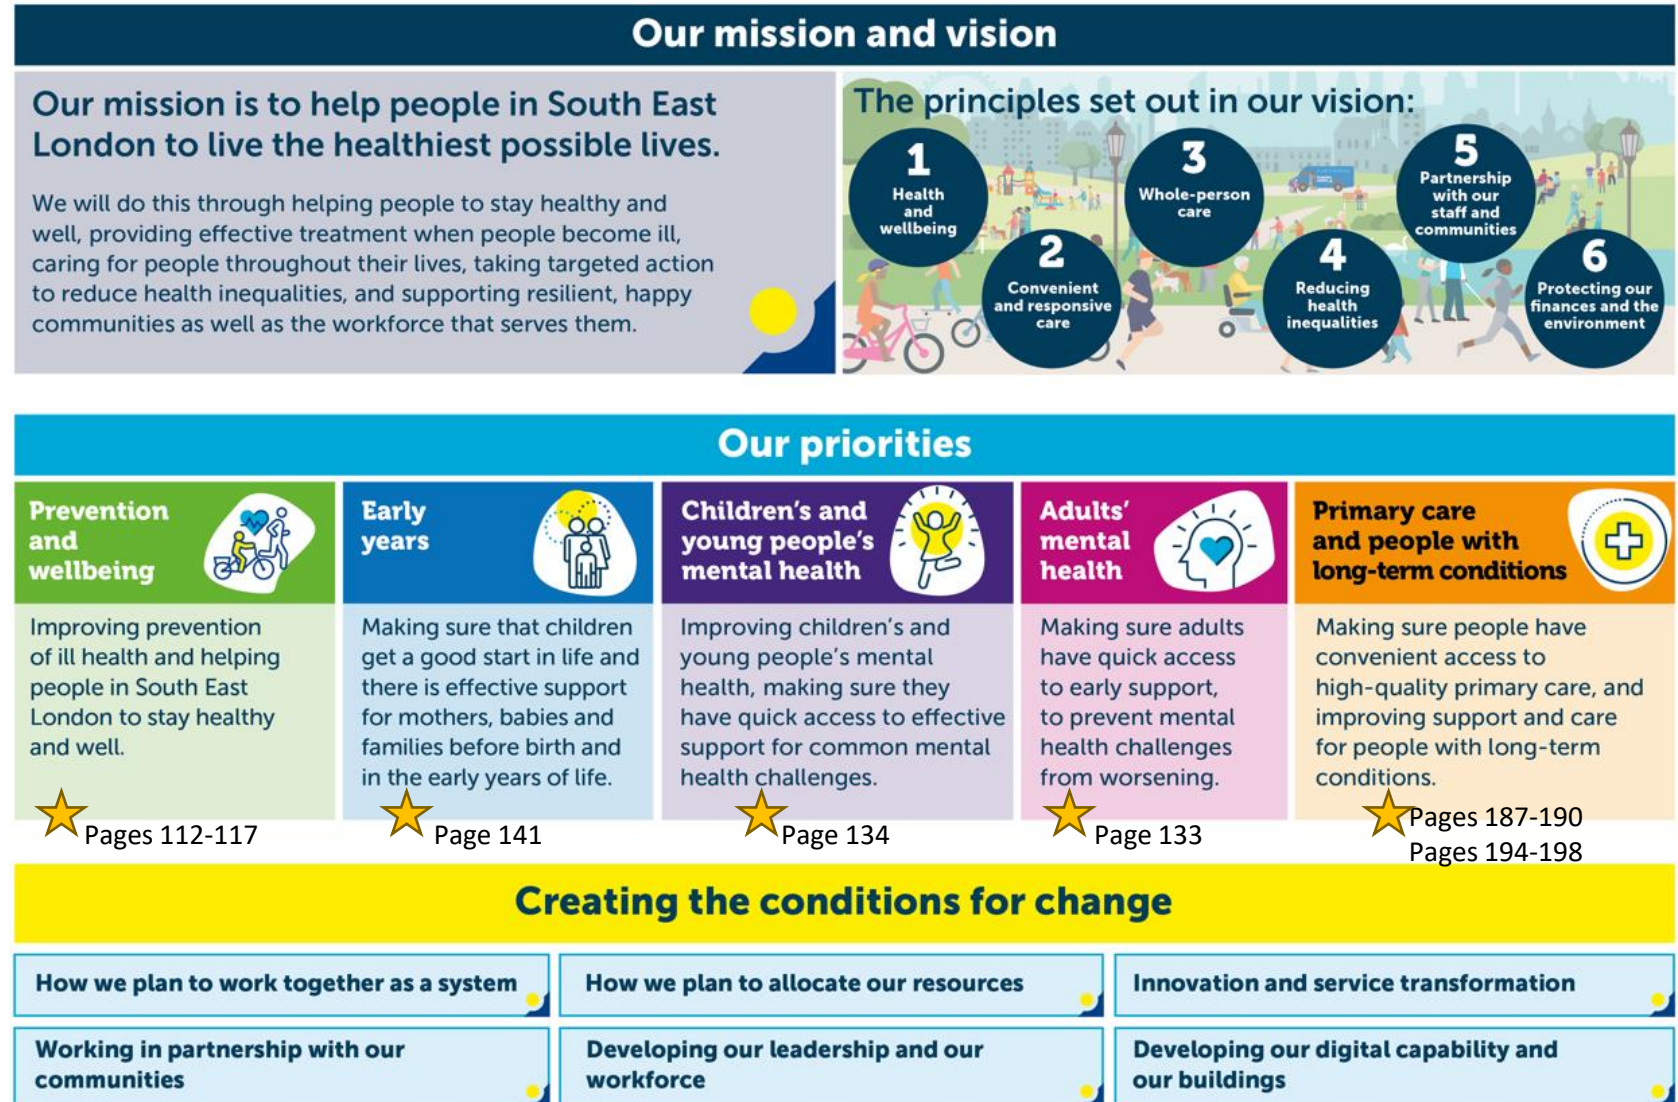 Our mission and vision
Our mission is to help people in South East
London to live the healthiest possible lives.
We will do this through helping people to stay healthy and
well, providing effective treatment when people become ill,
caring for people throughout their lives, taking targeted action
to reduce health inequalities, and supporting resilient, happy
communities as well as the workforce that serves them.
The principles set out in our vision:
1
Health
and
wellbeing
2
Convenient
and responsive
care
3
Whole-person
care
4
Reducing
health
inequalities
5
Partnership
with our
staff and
communities
6
Protecting our
finances and the
environment
Our priorities
Prevention
and
wellbeing
Improving prevention
of ill health and helping
people in South East
London to stay healthy
and well.
Pages 112-117
Early
years
Making sure that children
get a good start in life and
there is effective support
for mothers, babies and
families before birth and
in the early years of life.
Page 141
Children's and
young people's
mental health
Improving children's and
young people's mental
health, making sure they
have quick access to effective
support for common mental
health challenges.
Page 134
Adults'
mental
health
Making sure adults
have quick access
to early support,
to prevent mental
health challenges
from worsening.
Page 133
Primary care
and people with
long-term conditions
Making sure people have
convenient access to
high-quality primary care, and
improving support and care
for people with long-term
conditions.
Pages 187-190
Pages 194-198
Creating the conditions for change
How we plan to work together as a system
How we plan to allocate our resources
Innovation and service transformation
Working in partnership with our
communities
Developing our leadership and our
workforce
Developing our digital capability and
our buildings